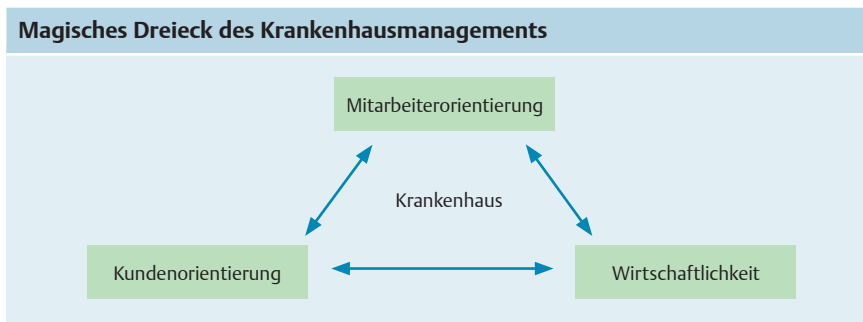 Magisches Dreieck des Krankenhausmanagements
Mitarbeiterorientierung
Krankenhaus
Kundenorientierung
Wirtschaftlichkeit